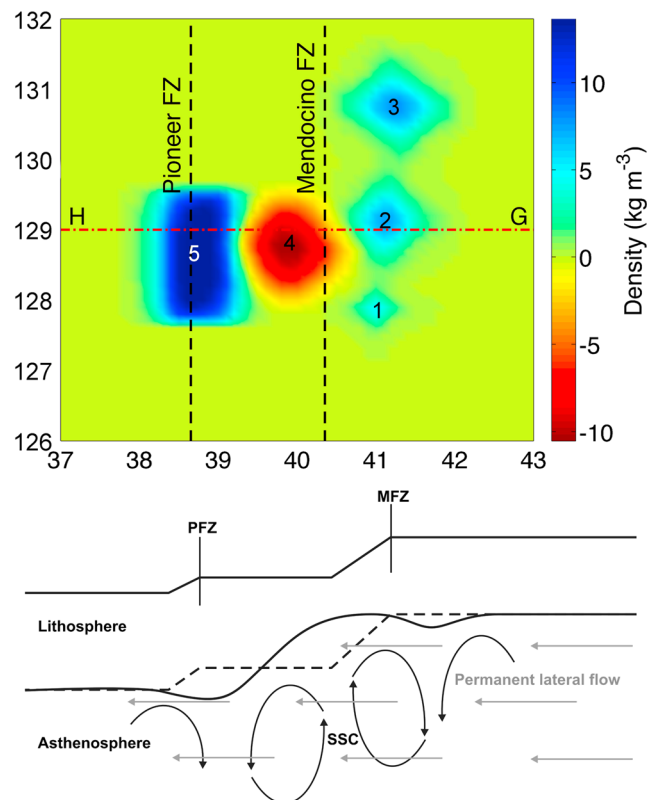 132
131
130
129
128
127
126
37
38
39
40
41
42
43
Pioneer FZ
Mendocino FZ
H
G
3
2
4
5
1
10
5
0
-5
-10
Density (kg m-3)
MFZ
PFZ
Lithosphere
Permanent lateral flow
SSC
Asthenosphere